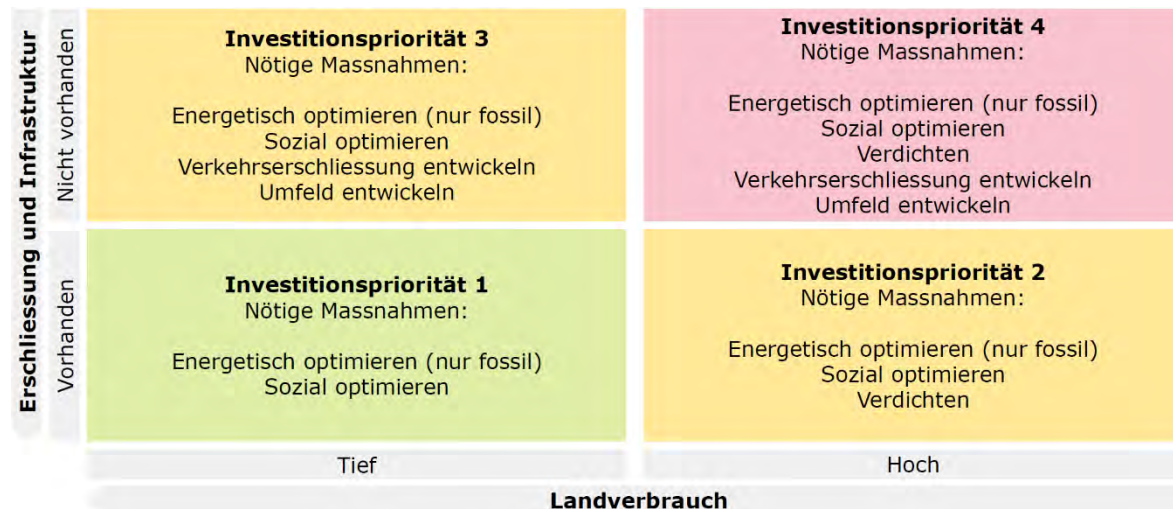 Erschliessung und Infrastruktur
Nicht vorhanden
Investitionspriorität 3
Nötige Massnahmen:
Energetisch optimieren (nur fossil)
Sozial optimieren
Verkehrserschliessung entwickeln
Umfeld entwickeln
Investitionspriorität 4
Nötige Massnahmen:
Energetisch optimieren (nur fossil)
Sozial optimieren
Verdichten
Verkehrserschliessung entwickeln
Umfeld entwickeln
Vorhanden
Investitionspriorität 1
Nötige Massnahmen:
Energetisch optimieren (nur fossil)
Sozial optimieren
Investitionspriorität 2
Nötige Massnahmen:
Energetisch optimieren (nur fossil)
Sozial optimieren
Verdichten
Tief
Hoch
Landverbrauch